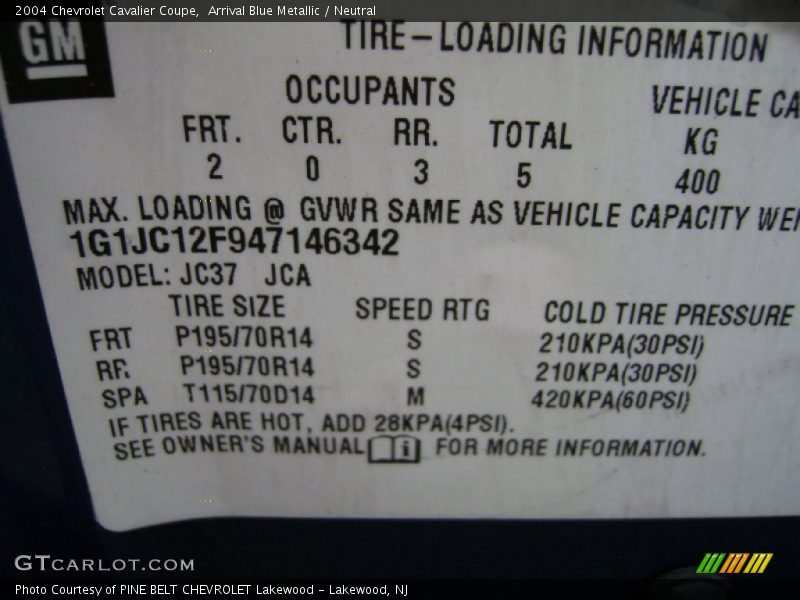 2004 Chevrolet Cavalier Coupe,  Arrival Blue Metallic / Neutral
GM
TIRE-LOADING INFORMATION
OCCUPANTS VEHICLE CA
FRT. CTR. RR. TOTAL KG
2 0 3 5 400
MAX. LOADING @ GVWR SAME AS VEHICLE CAPACITY WEI
1G1JC12F947146342
MODEL: JC37 JCA
TIRE SIZE SPEED RTG COLD TIRE PRESSURE
FRT P195/70R14 S 210KPA(30PSI)
RR. P195/70R14 S 210KPA(30PSI)
SPA T115/70D14 M 420KPA(60PSI)
IF TIRES ARE HOT, ADD 28KPA(4PSI).
SEE OWNER'S MANUAL i FOR MORE INFORMATION.
GTCARLOT.COM
Photo Courtesy of PINE BELT CHEVROLET Lakewood - Lakewood, NJ